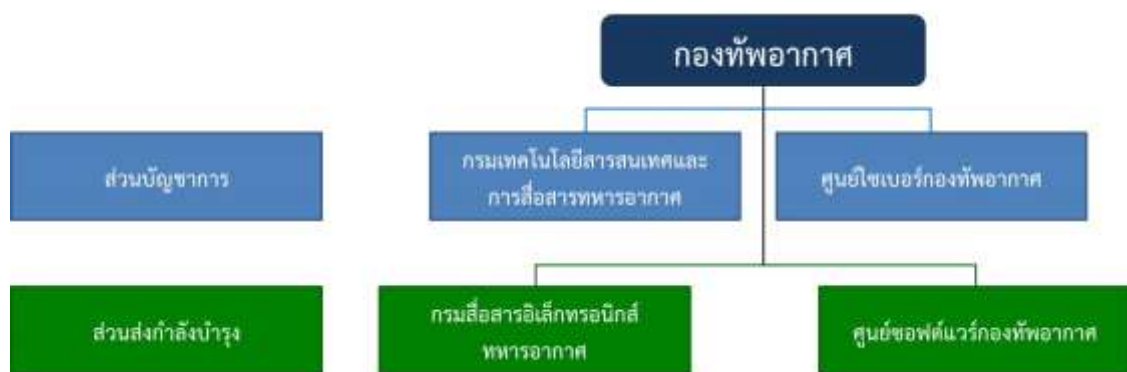 กองทัพอากาศ
ส่วนบัญชาการ
กรมเทคโนโลยีสารสนเทศและ
การสื่อสารทหารอากาศ
ศูนย์ไซเบอร์กองทัพอากาศ
ส่วนส่งกำลังบำรุง
กรมสื่อสารอิเล็กทรอนิกส์
ทหารอากาศ
ศูนย์ซอฟต์แวร์กองทัพอากาศ